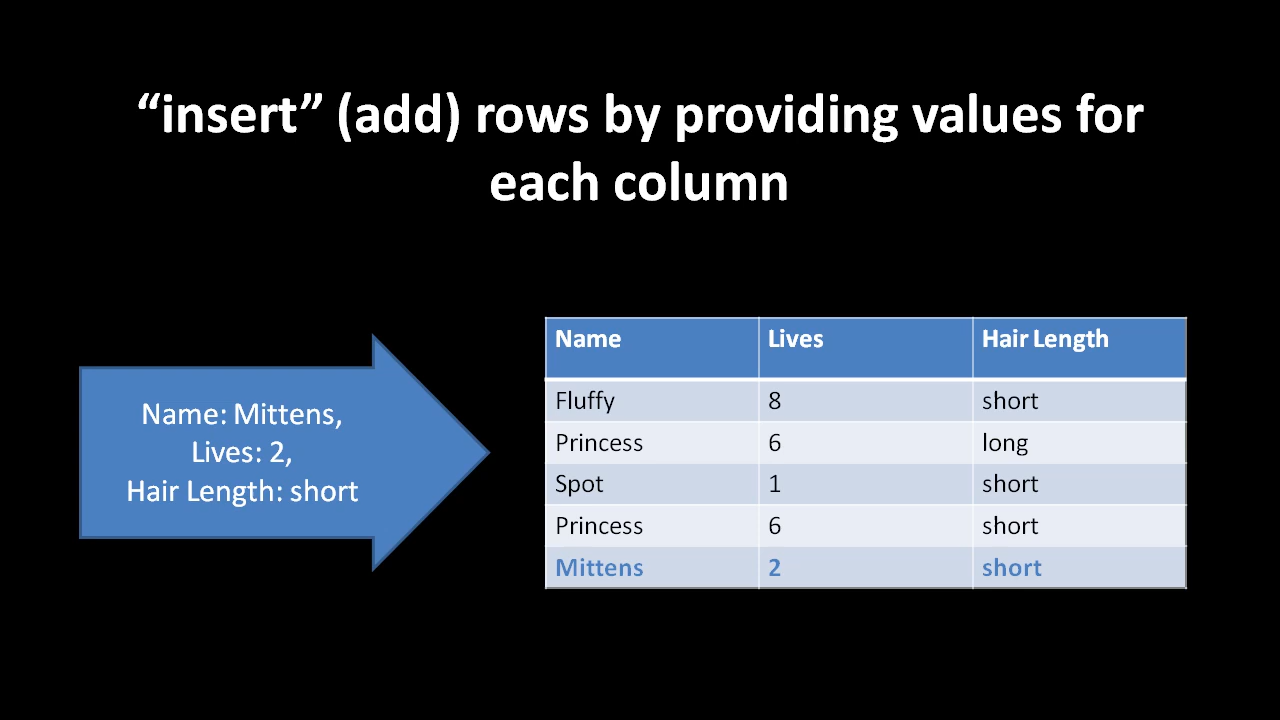 “insert” (add) rows by providing values for
each column
Name: Mittens,
Lives: 2,
Hair Length: short
Name Lives Hair Length
Fluffy 8 short
Princess 6 long
Spot 1 short
Princess 6 short
Mittens 2 short